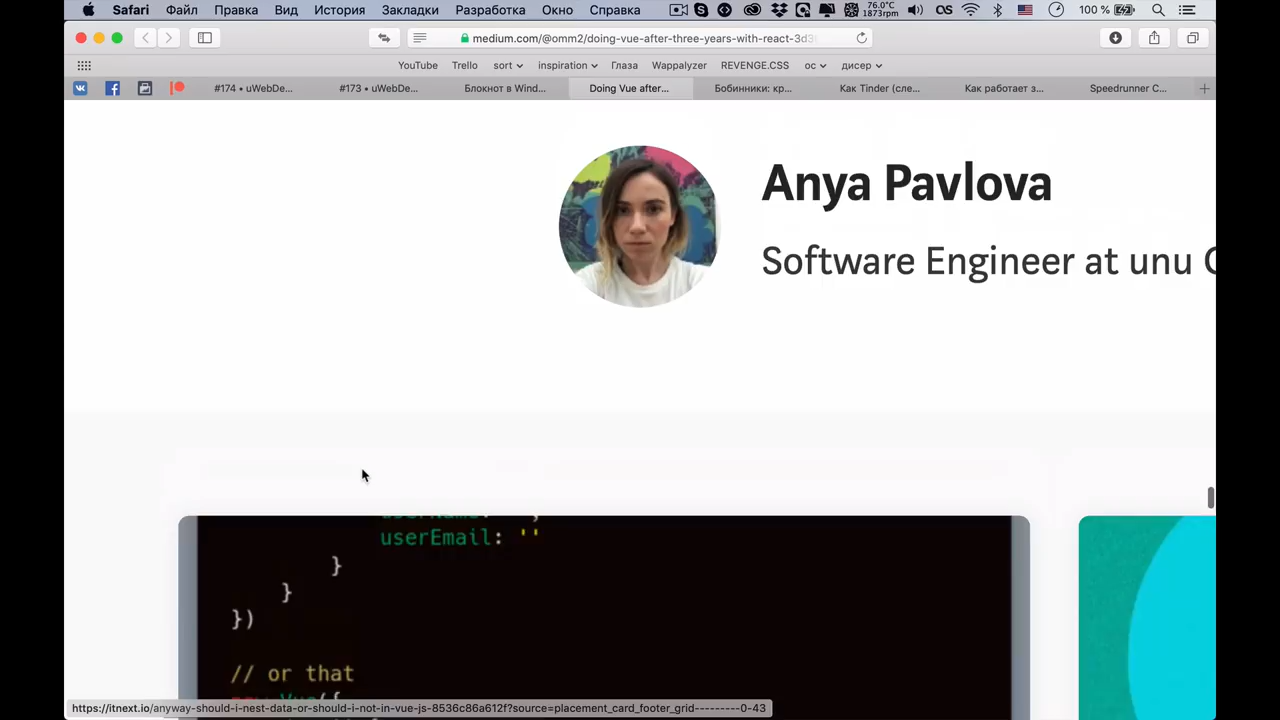 Safari Файл Правка Вид История Закладки Разработка Окно Справка 76.0°C 1873rpm 100 %
medium.com/@omm2/doing-vue-after-three-years-with-react-3d3
YouTube Trello sort inspiration Глаза Wappalyzer REVENGE.CSS ос дисер
#174 • uWebDe... #173 • uWebDe... Блокнот в Wind... Doing Vue after... Бобинники: кр... Как Tinder (сле... Как работает з... Speedrunner C...
Anya Pavlova
Software Engineer at unu
userEmail: ''
}
}
})
// or that
https://itnext.io/anyway-should-i-nest-data-or-should-i-not-in-vue-js-8536c86a612f?source=placement_card_footer_grid---------0-43